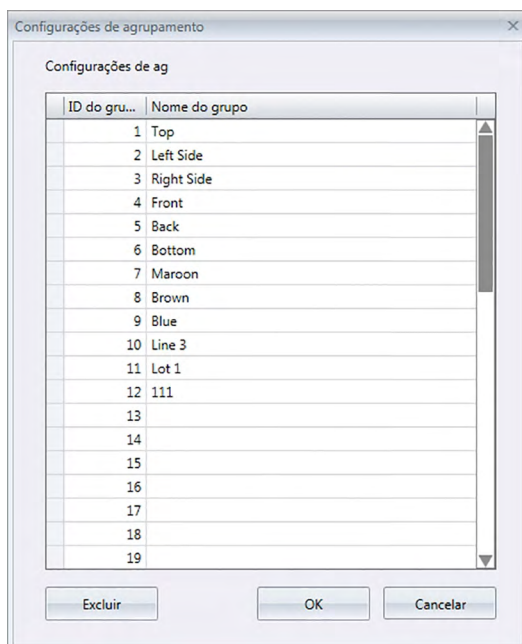 Configurações de agrupamento
Configurações de ag
ID do gru... Nome do grupo
1 Top
2 Left Side
3 Right Side
4 Front
5 Back
6 Bottom
7 Maroon
8 Brown
9 Blue
10 Line 3
11 Lot 1
12 111
13
14
15
16
17
18
19
Excluir OK Cancelar